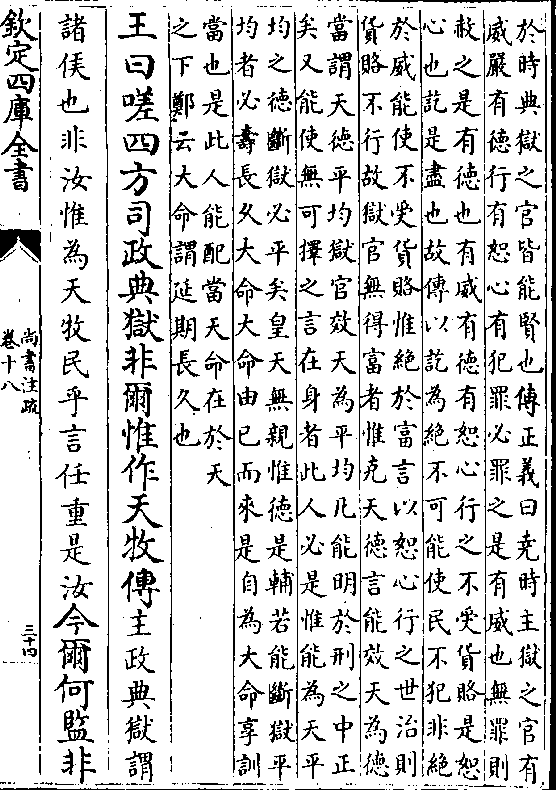 於時典獄之官皆能賢也傳正義曰堯時主獄之官有
威嚴有德行有恕心有犯罪必罪之是有威也無罪則
赦之是有德也有威有德有恕心行之不受貨賂是恕
心也訖是盡也故傳以訖為絕不可能使民不犯非絕
於威能使不受貨賂惟絕於富言以恕心行之世治則
貨賂不行故獄官無得富者惟克天德言能效天為德
當謂天德平均獄官效天為平均凡能明於刑之中正
矣又能使無可擇之言在身者此人必是惟能為天平
均之德斷獄必平矣皇天無親惟德是輔若能斷獄平
均者必壽長久大命大命由已而來是自為大命享訓
當也是此人能配當天命在於天
之下鄭云大命謂延期長久也
王曰嗟四方司政典獄非爾惟作天牧傳主政典獄謂
諸侯也非汝惟為天牧民乎言任重是汝今爾何監非
欽定四庫全書
尚書注疏
卷十八
三十四